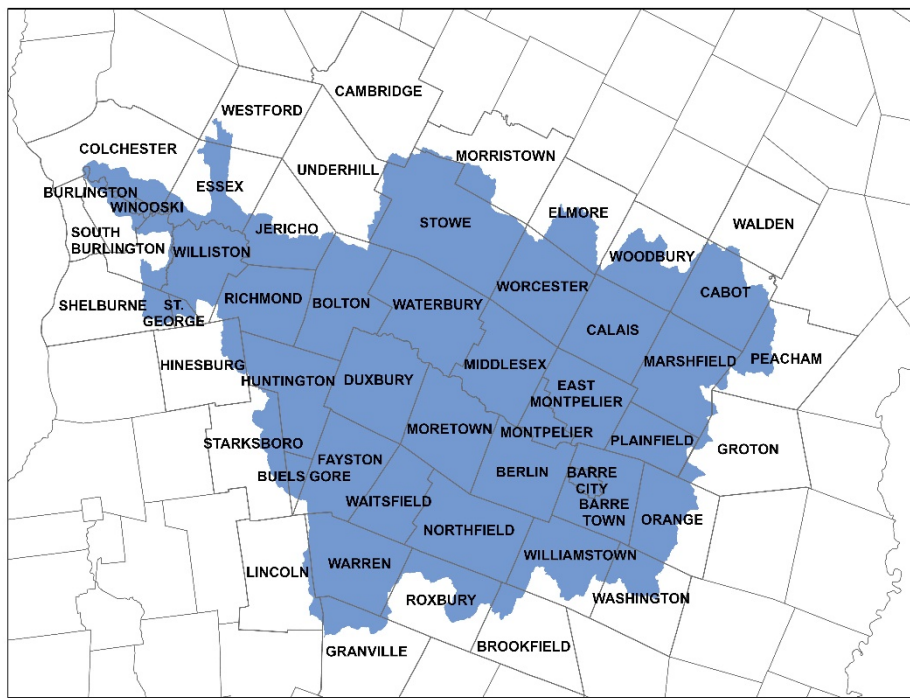 CAMBRIDGE
WESTFORD
COLCHESTER
MORRISTOWN
UNDERHILL
ESSEX
BURLINGTON
WINOOSKI
ELMORE
STOWE
WALDEN
JERICHO
SOUTH
BURLINGTON
WILLISTON
WOODBURY
WORCESTER
CABOT
SHELBURNE
ST.
GEORGE
RICHMOND
BOLTON
WATERBURY
CALAIS
HINESBURG
MIDDLESEX
MARSHFIELD
PEACHAM
HUNTINGTON
DUXBURY
EAST
MONTPELIER
STARKSBORO
MORETOWN
MONTPELIER
PLAINFIELD
GROTON
FAYSTON
BUELS GORE
BERLIN
BARRE
CITY
WAITSFIELD
BARRE
TOWN
ORANGE
NORTHFIELD
WILLIAMSTOWN
LINCOLN
WARREN
ROXBURY
WASHINGTON
GRANVILLE
BROOKFIELD